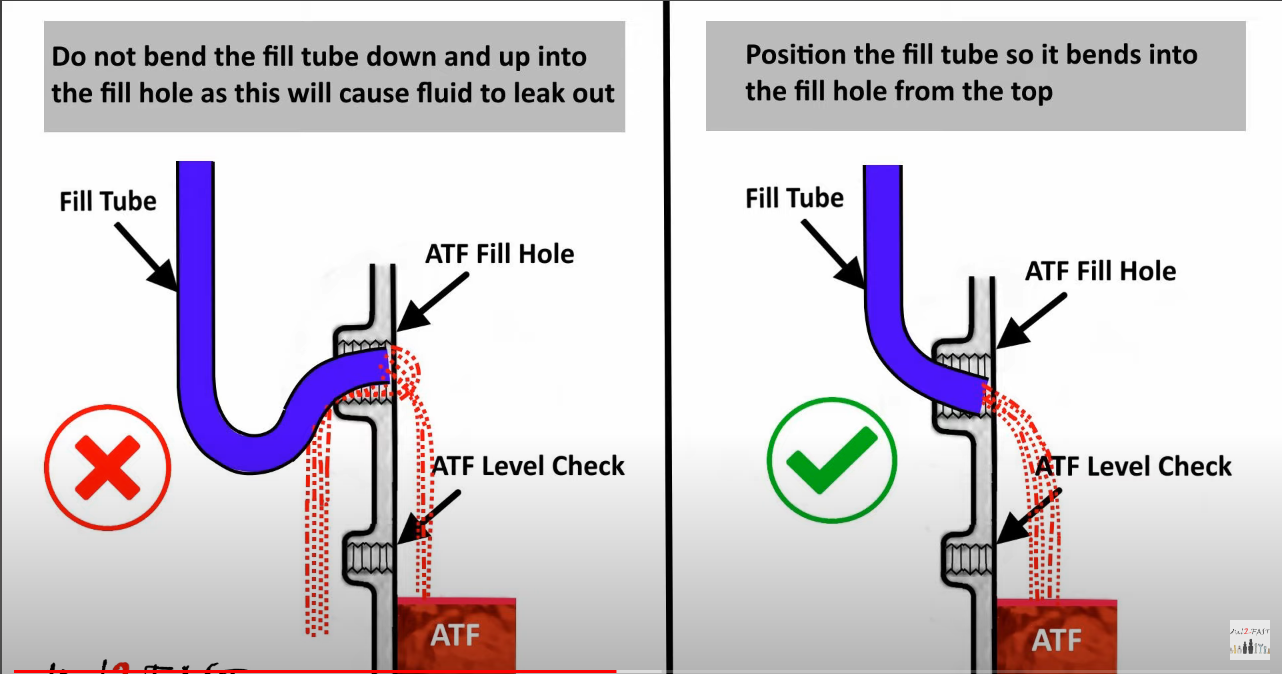 Do not bend the fill tube down and up into
the fill hole as this will cause fluid to leak out
Fill Tube
ATF Fill Hole
ATF Level Check
ATF
Position the fill tube so it bends into
the fill hole from the top
Fill Tube
ATF Fill Hole
ATF Level Check
ATF